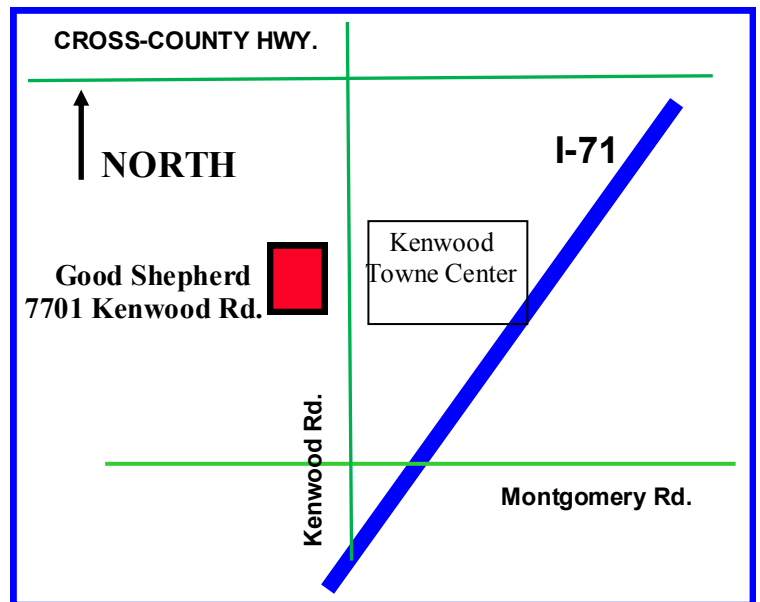 CROSS-COUNTY HWY.
NORTH
I-71
Kenwood
Towne Center
Good Shepherd
7701 Kenwood Rd.
Kenwood Rd.
Montgomery Rd.